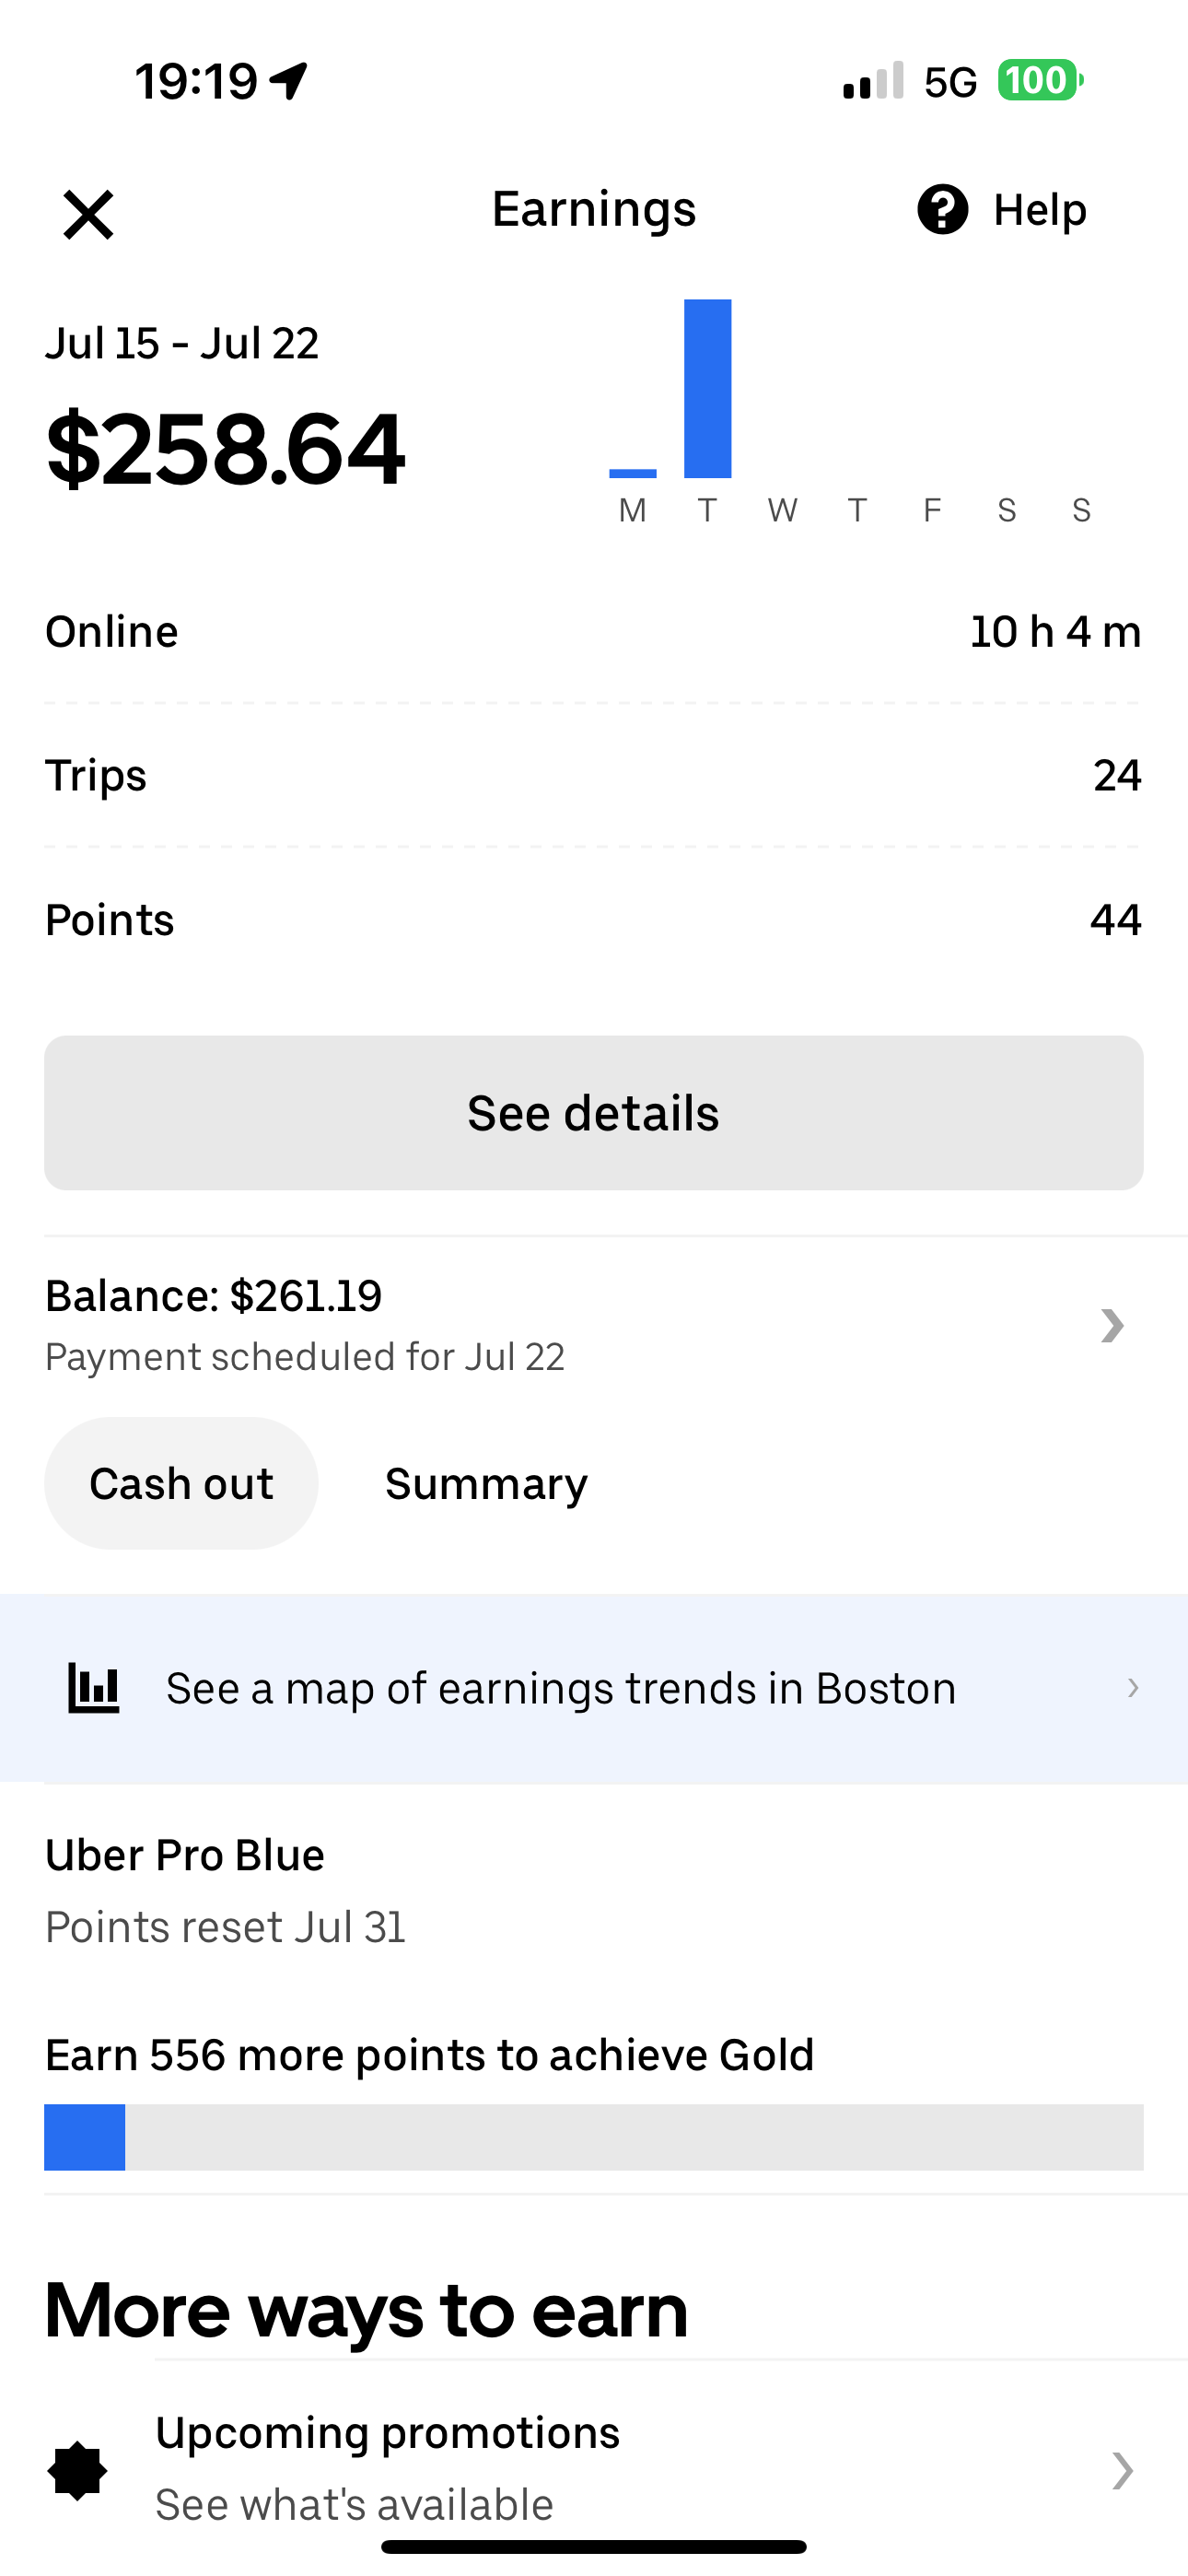 19:19
5G
100
Earnings
Help
Jul 15 - Jul 22
$258.64
M T W T F S S
Online 10 h 4 m
Trips 24
Points 44
See details
Balance: $261.19
Payment scheduled for Jul 22
Cash out
Summary
See a map of earnings trends in Boston
Uber Pro Blue
Points reset Jul 31
Earn 556 more points to achieve Gold
More ways to earn
Upcoming promotions
See what's available